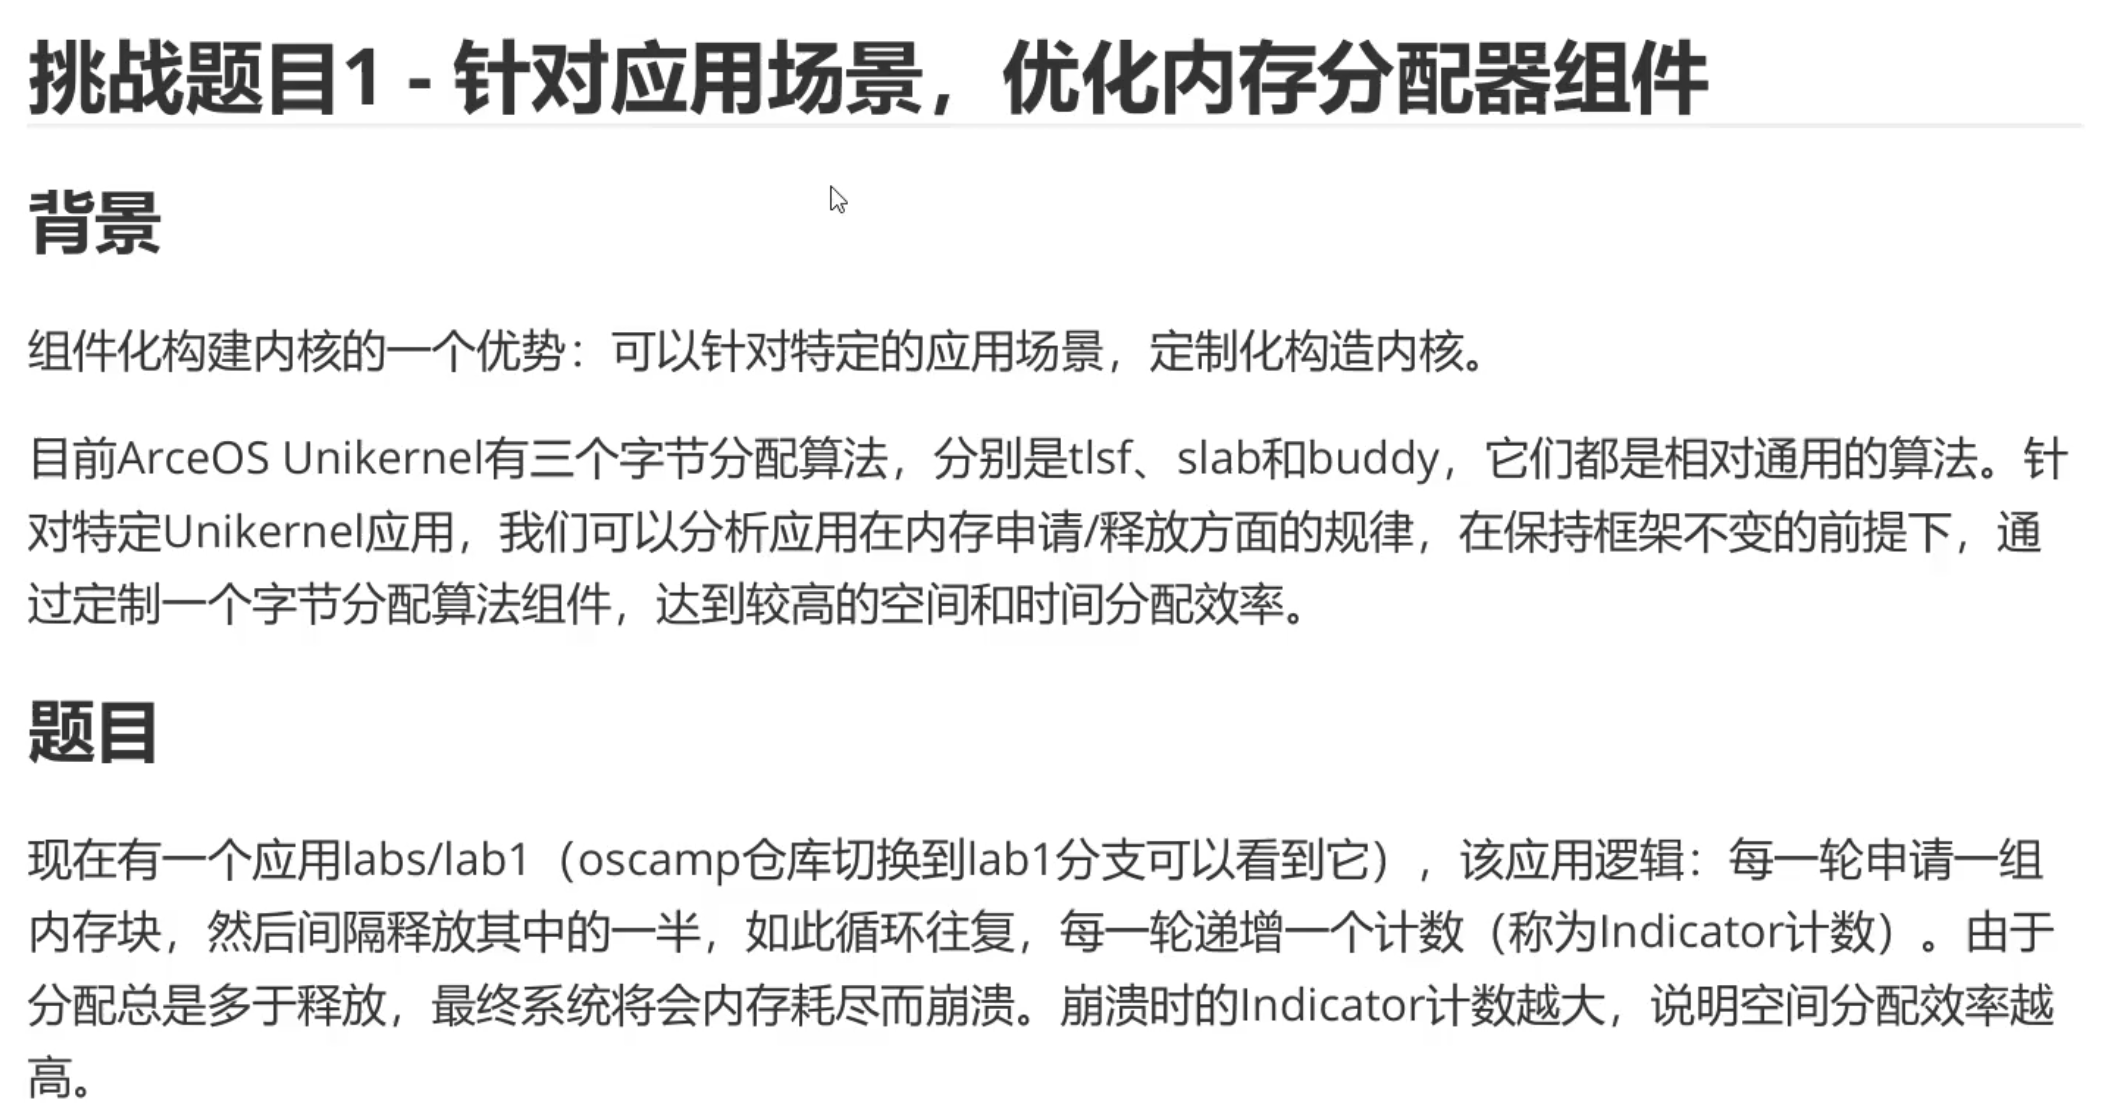 挑战题目1 - 针对应用场景，优化内存分配器组件
背景
组件化构建内核的一个优势：可以针对特定的应用场景，定制化构造内核。
目前ArceOS Unikernel有三个字节分配算法，分别是tlsf、slab和buddy，它们都是相对通用的算法。针
对特定Unikernel应用，我们可以分析应用在内存申请/释放方面的规律，在保持框架不变的前提下，通
过定制一个字节分配算法组件，达到较高的空间和时间分配效率。
题目
现在有一个应用labs/lab1（oscamp仓库切换到lab1分支可以看到它），该应用逻辑：每一轮申请一组
内存块，然后间隔释放其中的一半，如此循环往复，每一轮递增一个计数（称为Indicator计数）。由于
分配总是多于释放，最终系统将会内存耗尽而崩溃。崩溃时的Indicator计数越大，说明空间分配效率越
高。